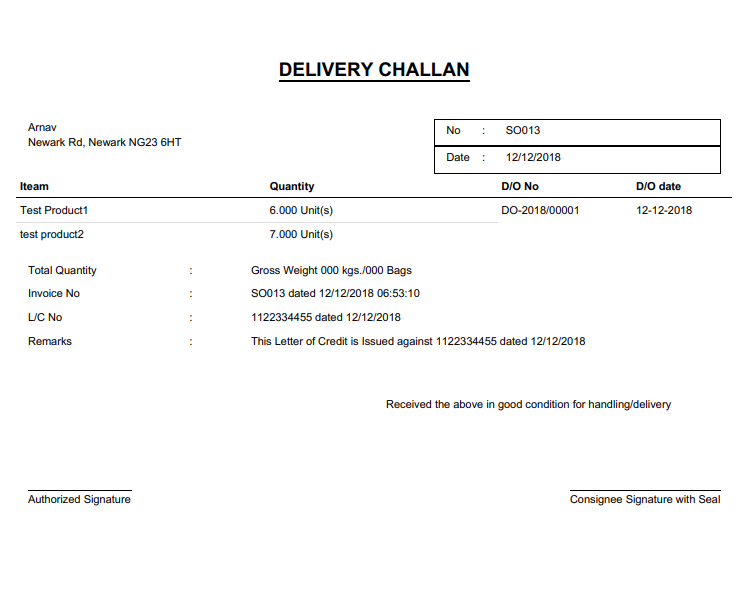 DELIVERY CHALLAN
Arnav
Newark Rd, Newark NG23 6HT
No : SO013
Date : 12/12/2018
Iteam Quantity D/O No D/O date
Test Product1 6.000 Unit(s) DO-2018/00001 12-12-2018
test product2 7.000 Unit(s)
Total Quantity : Gross Weight 000 kgs./000 Bags
Invoice No : SO013 dated 12/12/2018 06:53:10
L/C No : 1122334455 dated 12/12/2018
Remarks : This Letter of Credit is Issued against 1122334455 dated 12/12/2018
Received the above in good condition for handling/delivery
Authorized Signature Consignee Signature with Seal